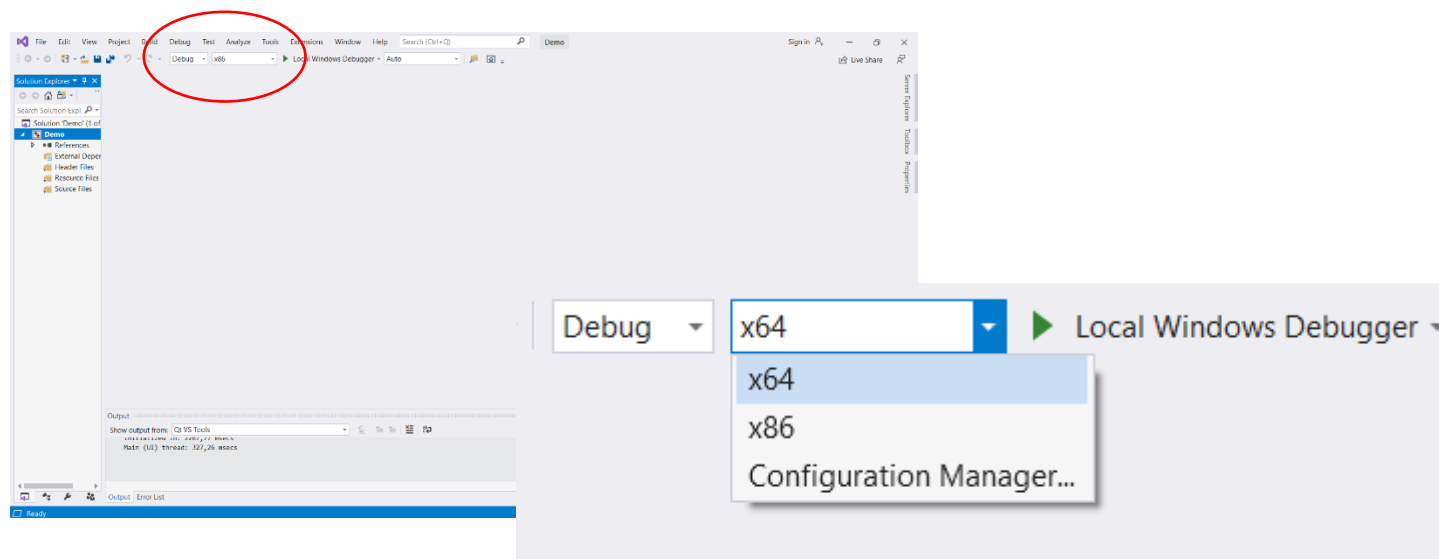 File Edit View Project Build Debug Test Analyze Tools Extensions Window Help Search (Ctrl+Q) Demo Sign in
Debug x86 Local Windows Debugger Auto Live Share
Solution Explorer
Search Solution Expl
Solution 'Demo' (1 of
Demo
References
External Deper
Header Files
Resource Files
Source Files
Server Explorer
Toolbox
Properties
Output
Show output from: Qt VS Tools
Main (UI) thread: 327,26 msecs
Output Error List
Ready
Debug x64 Local Windows Debugger
x64
x86
Configuration Manager...